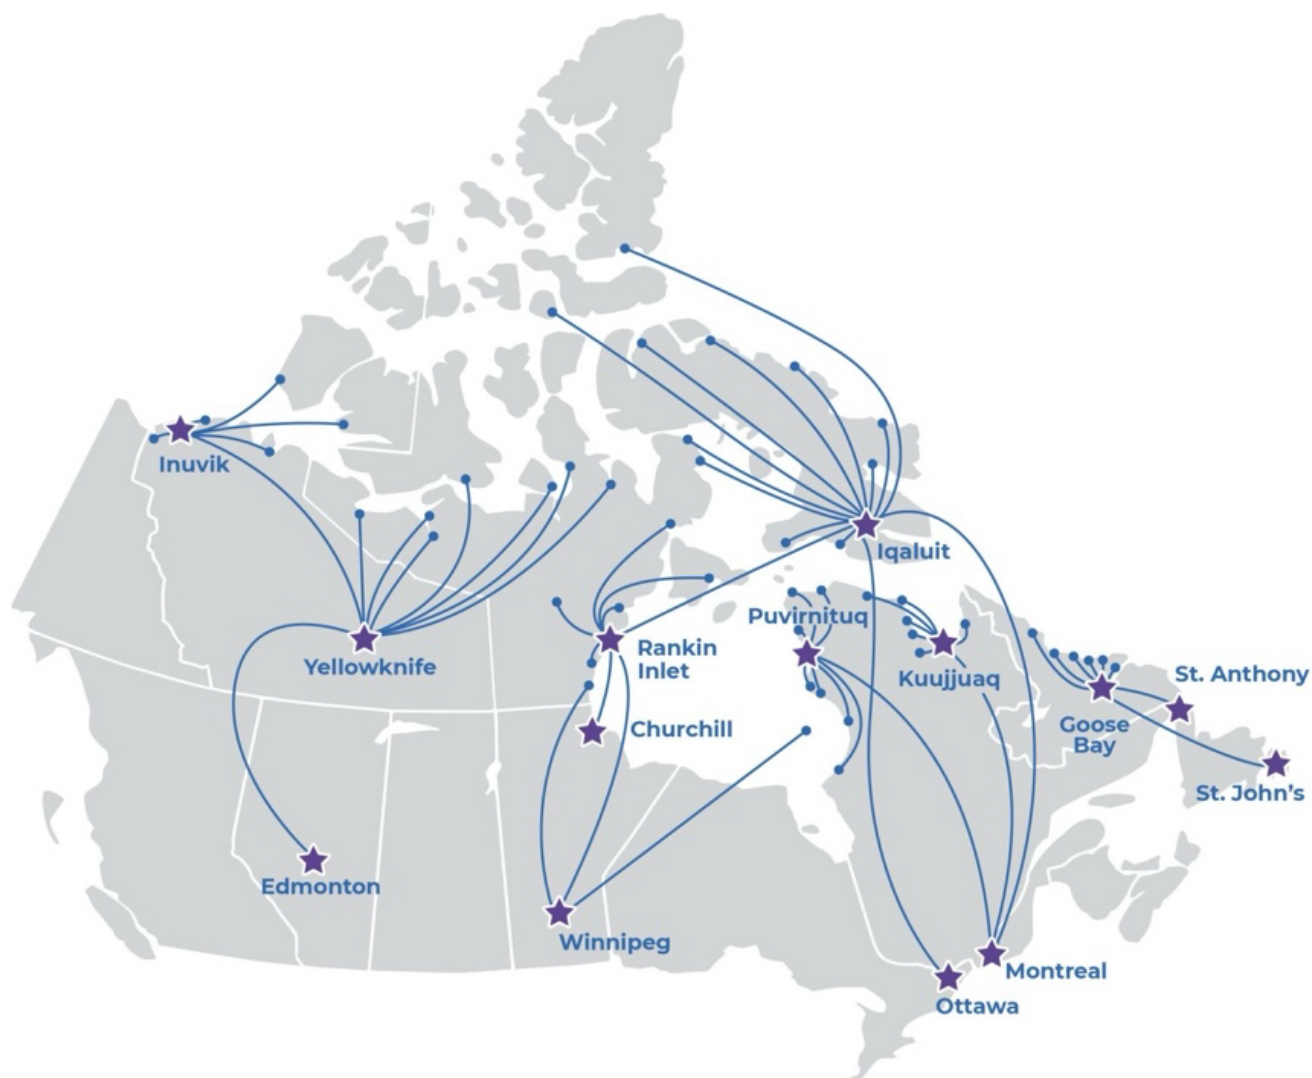 Inuvik
Iqaluit
Puvirnituq
Rankin
Inlet
Yellowknife
Kuujjuaq
St. Anthony
Goose
Bay
Churchill
St. John's
Edmonton
Winnipeg
Montreal
Ottawa